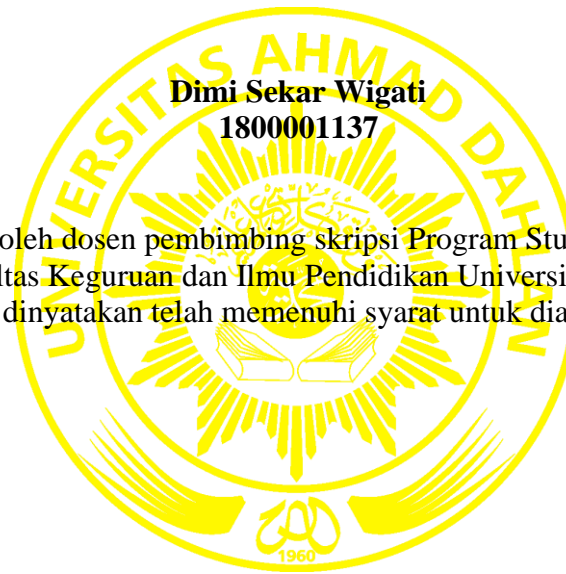 UNIVERSITAS AHMAD DAHLAN
Dimi Sekar Wigati
1800001137
oleh dosen pembimbing skripsi Program Stu
ltas Keguruan dan Ilmu Pendidikan Universi
dinyatakan telah memenuhi syarat untuk dia
1960